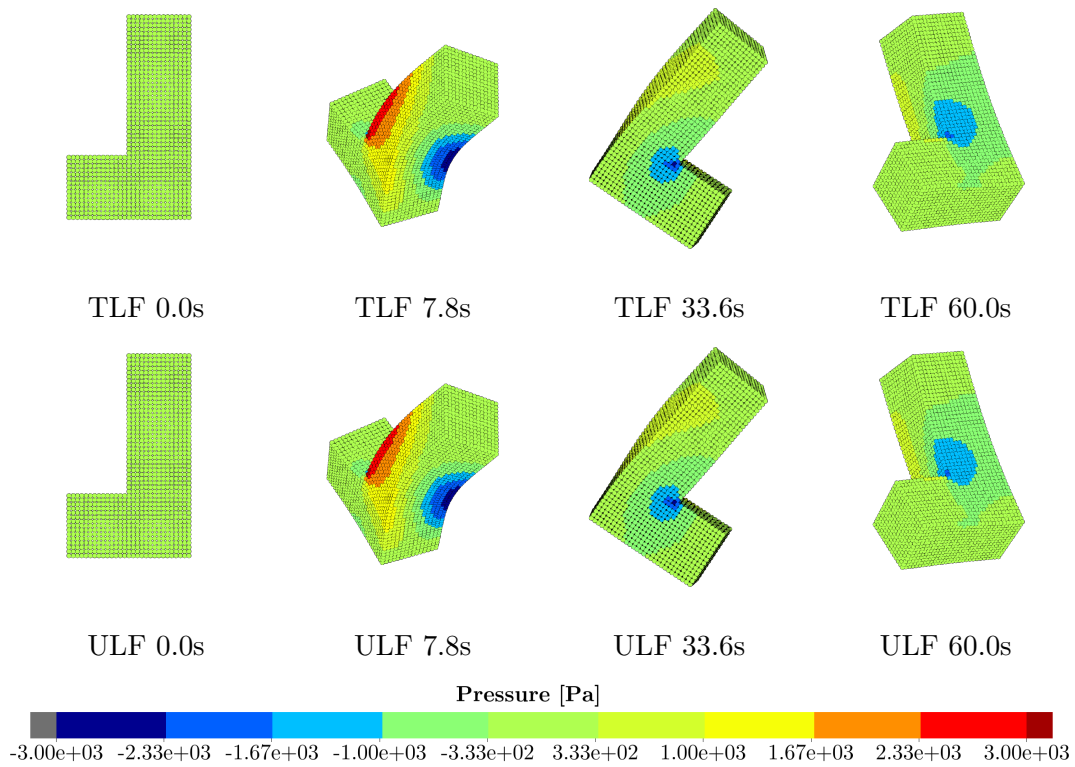 TLF 0.0s TLF 7.8s TLF 33.6s TLF 60.0s
ULF 0.0s ULF 7.8s ULF 33.6s ULF 60.0s
Pressure [Pa]
-3.00e+03 -2.33e+03 -1.67e+03 -1.00e+03 -3.33e+02 3.33e+02 1.00e+03 1.67e+03 2.33e+03 3.00e+03